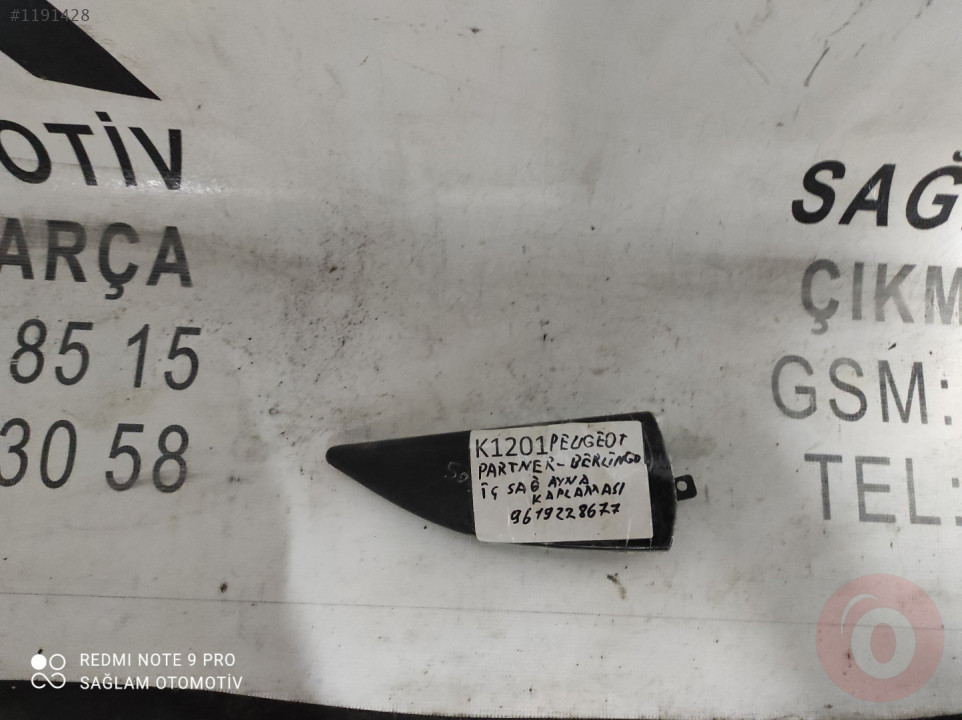 #1191428
OTİV
ARÇA
85 15
30 58
SAĞ
ÇIKM
GSM:
TEL:
K1201 PEUGEOT
PARTNER-BERLİNGO
İÇ SAĞ AYNA
KAPLAMASI
9619228677
REDMI NOTE 9 PRO
SAĞLAM OTOMOTİV